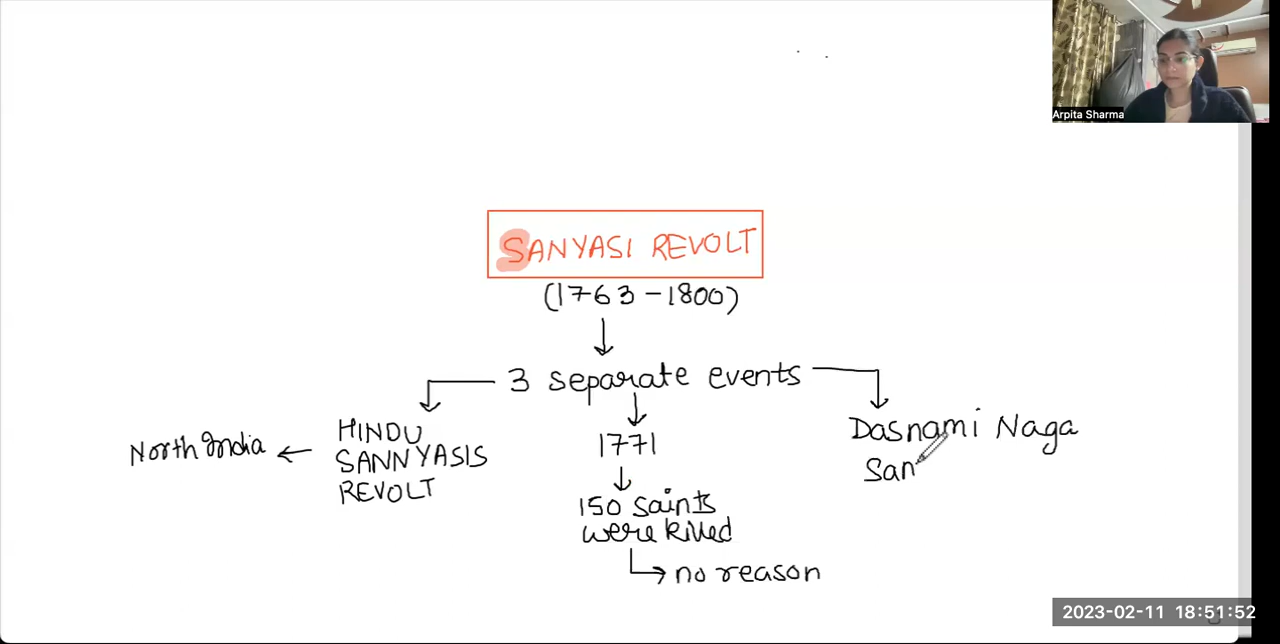 Arpita Sharma
SANYASI REVOLT
(1763-1800)
3 separate events
HINDU
SANNYASIS
REVOLT
North India
1771
150 saints
were killed
no reason
Dasnami Naga
San
2023-02-11 18:51:52